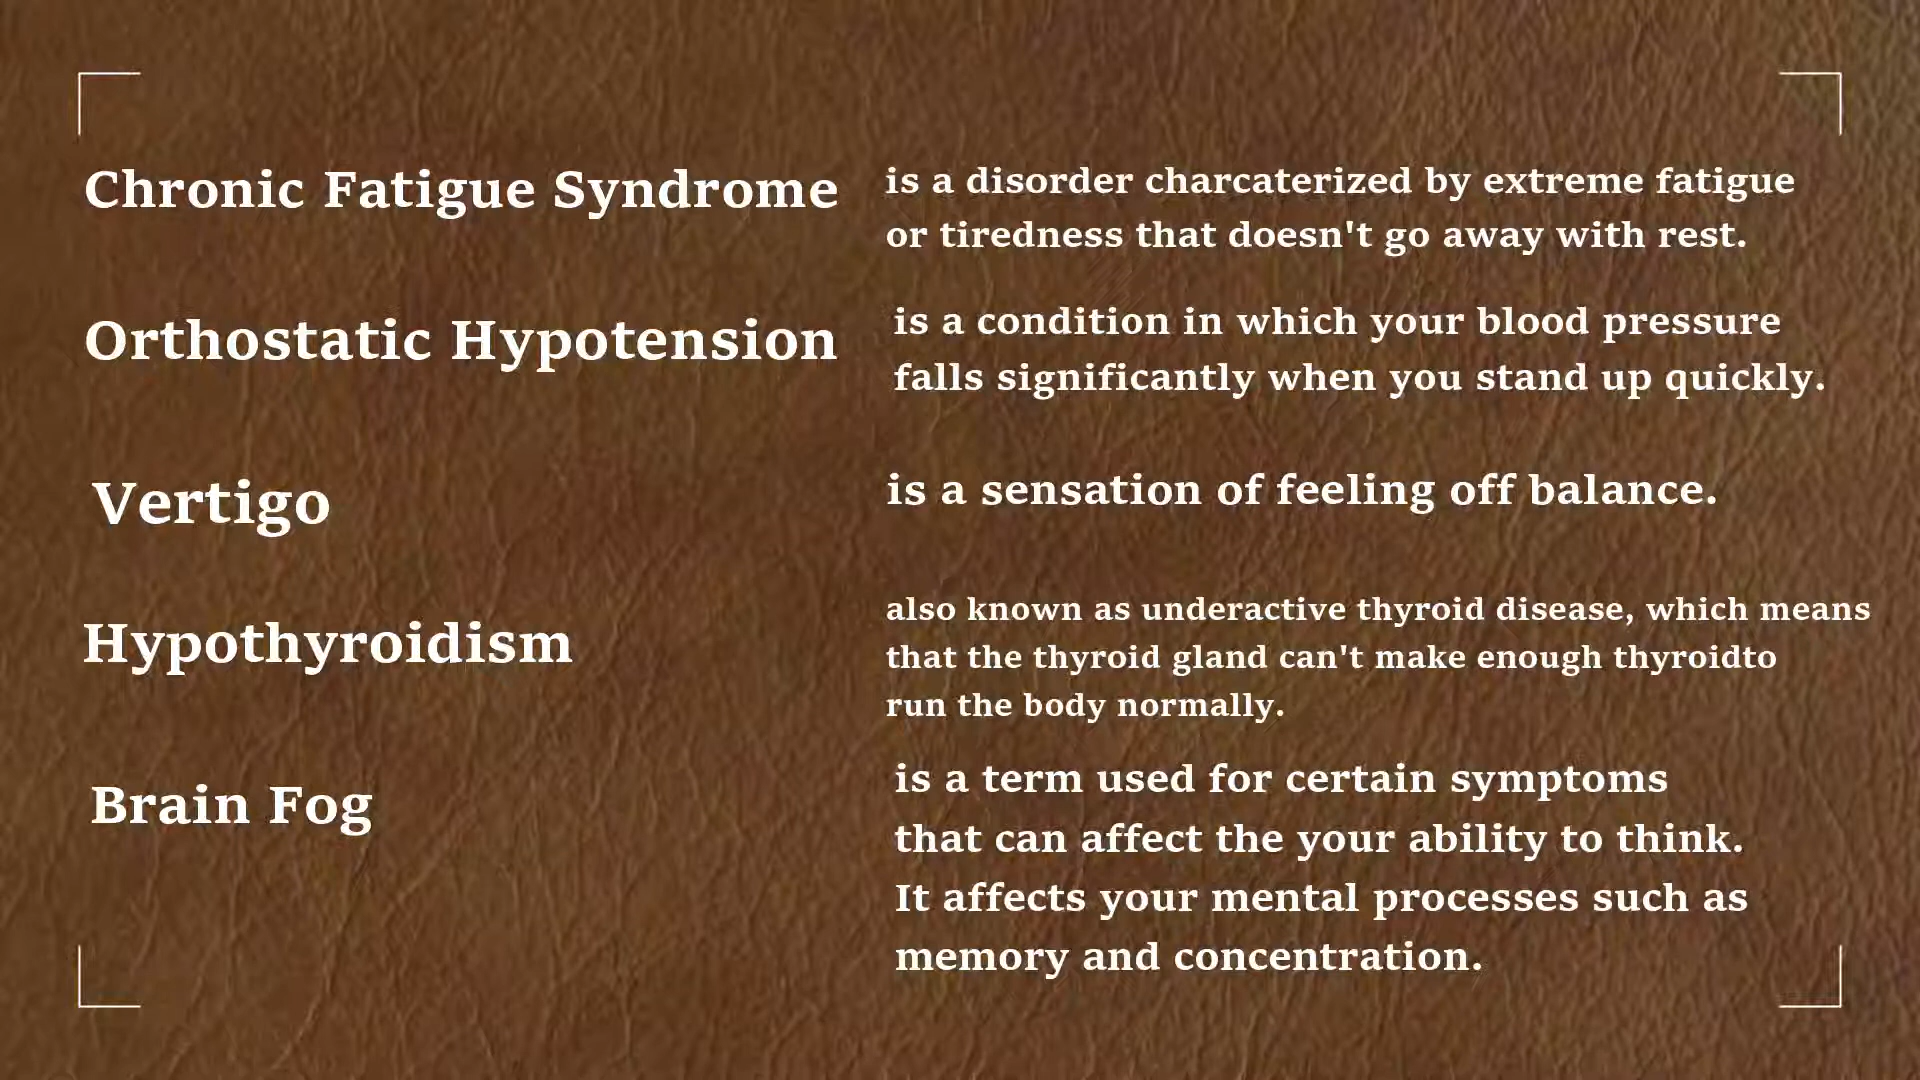 Chronic Fatigue Syndrome
is a disorder charcaterized by extreme fatigue
or tiredness that doesn't go away with rest.
Orthostatic Hypotension
is a condition in which your blood pressure
falls significantly when you stand up quickly.
Vertigo
is a sensation of feeling off balance.
Hypothyroidism
also known as underactive thyroid disease, which means
that the thyroid gland can't make enough thyroidto
run the body normally.
Brain Fog
is a term used for certain symptoms
that can affect the your ability to think.
It affects your mental processes such as
memory and concentration.